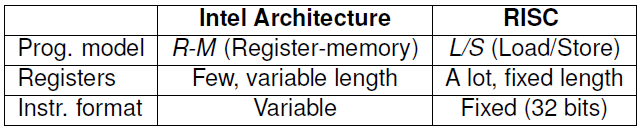 Intel Architecture RISC
Prog. model R-M (Register-memory) L/S (Load/Store)
Registers Few, variable length A lot, fixed length
Instr. format Variable Fixed (32 bits)